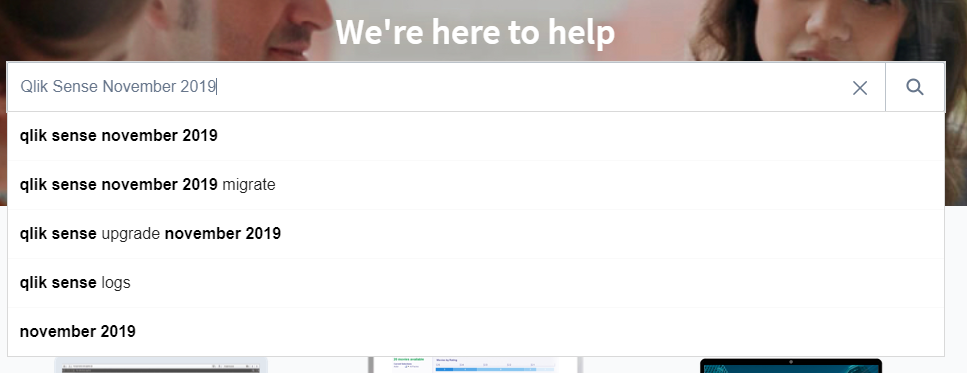 We're here to help
Qlik Sense November 2019
qlik sense november 2019
qlik sense november 2019 migrate
qlik sense upgrade november 2019
qlik sense logs
november 2019